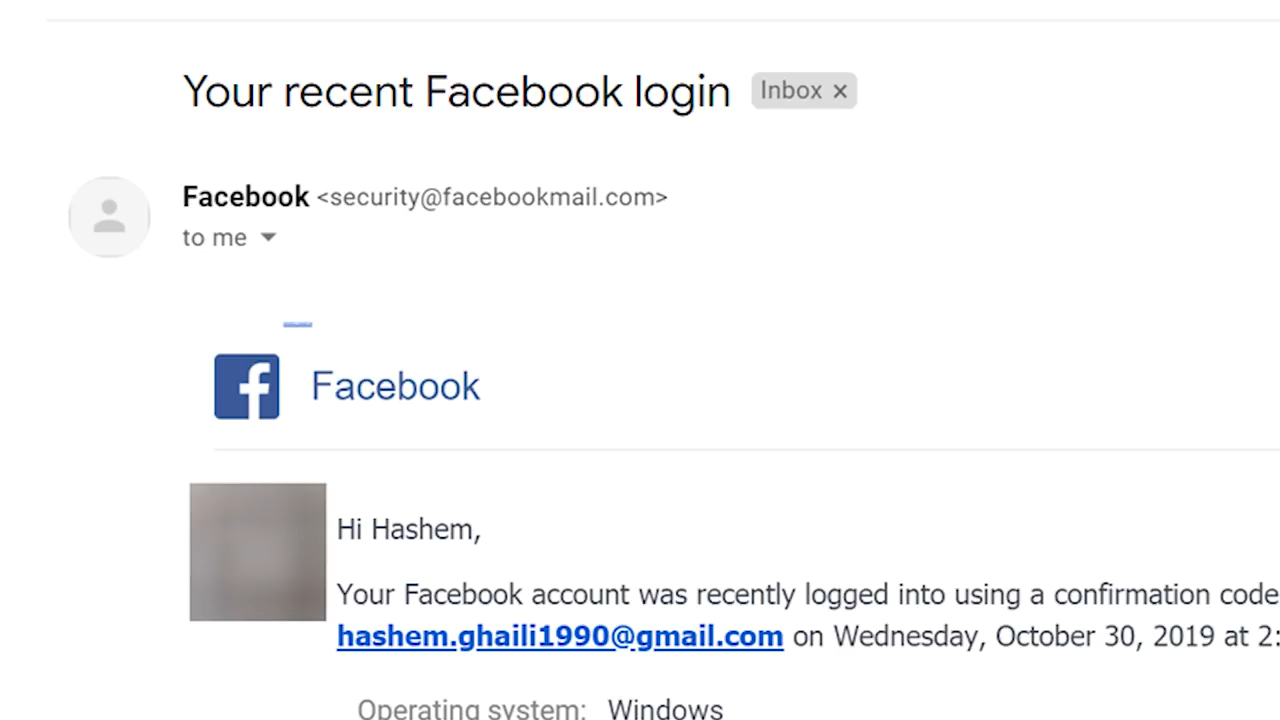 Your recent Facebook login Inbox ×
Facebook <security@facebookmail.com>
to me
Facebook
Hi Hashem,
Your Facebook account was recently logged into using a confirmation code
hashem.ghaili1990@gmail.com on Wednesday, October 30, 2019 at 2:
Operating system: Windows